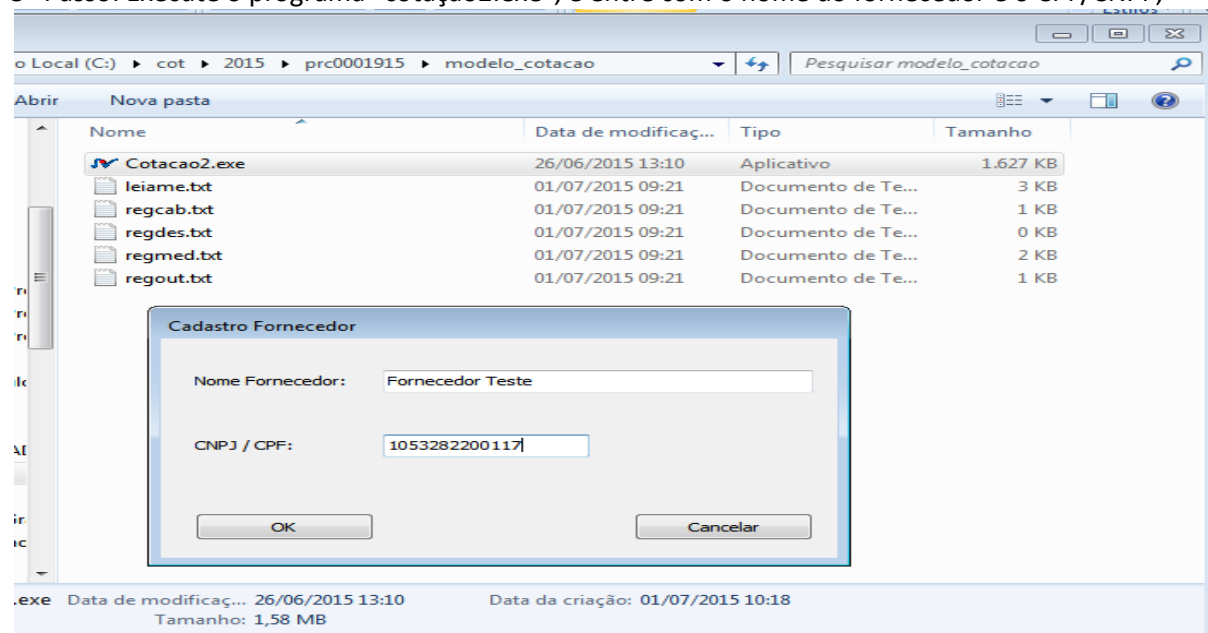 o Local (C:) cot 2015 prc0001915 modelo_cotacao Pesquisar modelo_cotacao
Abrir Nova pasta
Nome Data de modificaç... Tipo Tamanho
Cotacao2.exe 26/06/2015 13:10 Aplicativo 1.627 KB
leiame.txt 01/07/2015 09:21 Documento de Te... 3 KB
regcab.txt 01/07/2015 09:21 Documento de Te... 1 KB
regdes.txt 01/07/2015 09:21 Documento de Te... 0 KB
regmed.txt 01/07/2015 09:21 Documento de Te... 2 KB
regout.txt 01/07/2015 09:21 Documento de Te... 1 KB
Cadastro Fornecedor
Nome Fornecedor: Fornecedor Teste
CNPJ / CPF: 1053282200117
OK Cancelar
.exe Data de modificaç... 26/06/2015 13:10 Data da criação: 01/07/2015 10:18
Tamanho: 1,58 MB